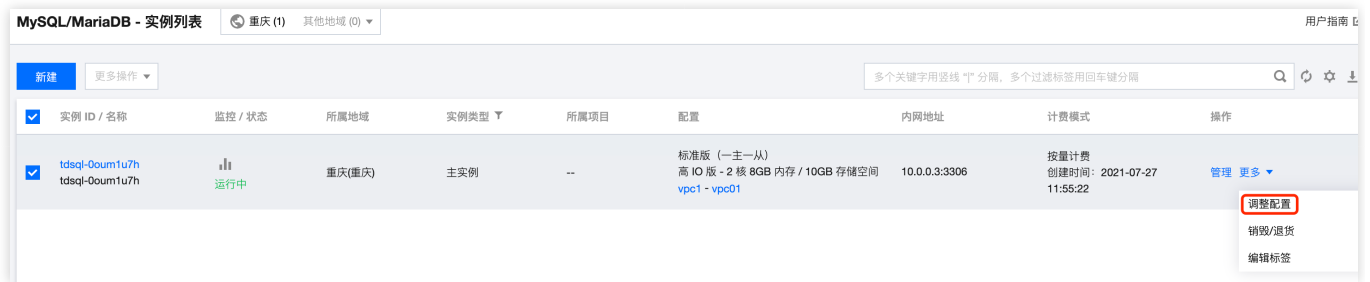 MySQL/MariaDB - 实例列表 重庆 (1) 其他地域 (0) 用户指南
新建 更多操作 多个关键字用竖线 "|" 分隔，多个过滤标签用回车键分隔
实例 ID / 名称 监控 / 状态 所属地域 实例类型 所属项目 配置 内网地址 计费模式 操作
tdsql-0oum1u7h
tdsql-0oum1u7h
运行中
重庆(重庆)
主实例
--
标准版（一主一从）
高 IO 版 - 2 核 8GB 内存 / 10GB 存储空间
vpc1 - vpc01
10.0.0.3:3306
按量计费
创建时间：2021-07-27
11:55:22
管理 更多
调整配置
销毁/退货
编辑标签